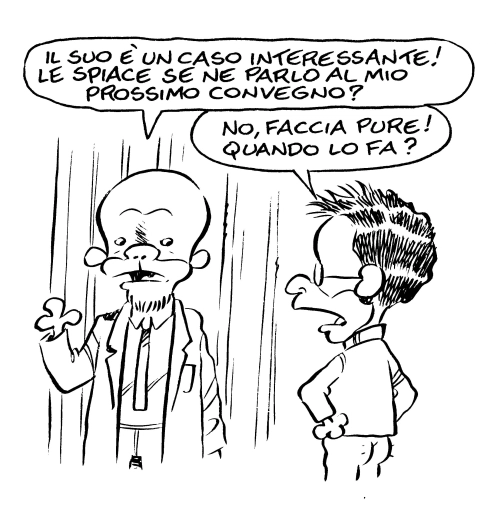 IL SUO È UN CASO INTERESSANTE!
LE SPIACE SE NE PARLO AL MIO
PROSSIMO CONVEGNO?
NO, FACCIA PURE!
QUANDO LO FA?